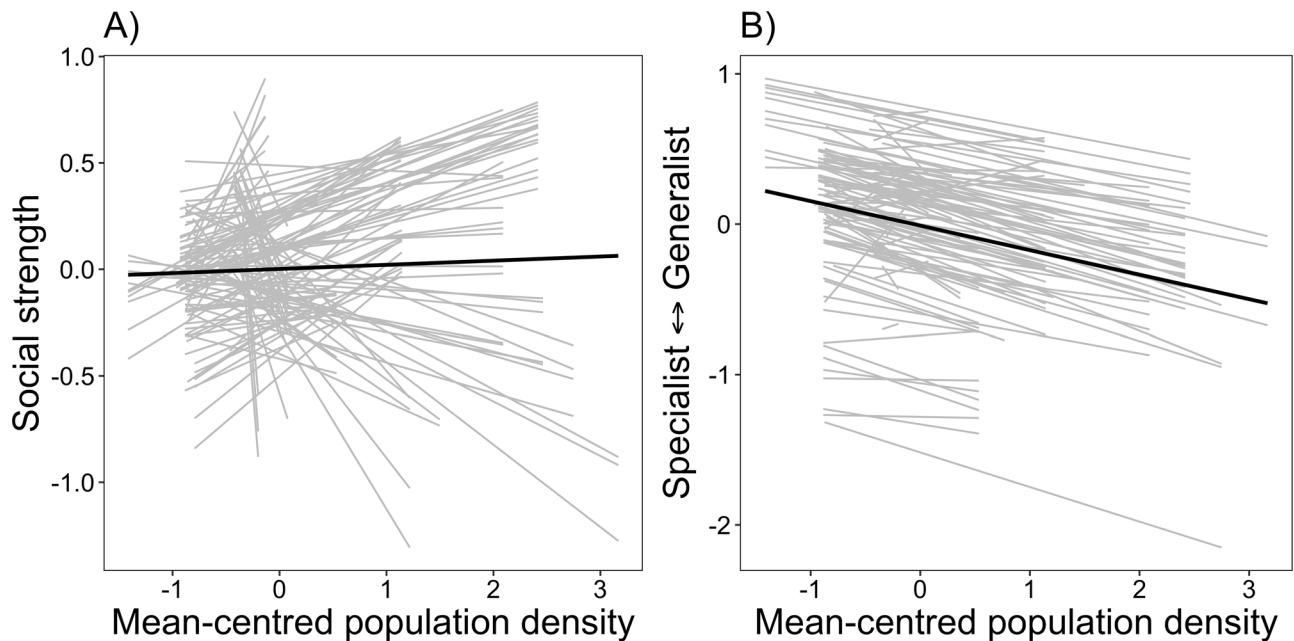 A)
1.0
0.5
0.0
-0.5
-1.0
Social strength
-1 0 1 2 3
Mean-centred population density
B)
1
0
-1
-2
Specialist ⇔ Generalist
-1 0 1 2 3
Mean-centred population density